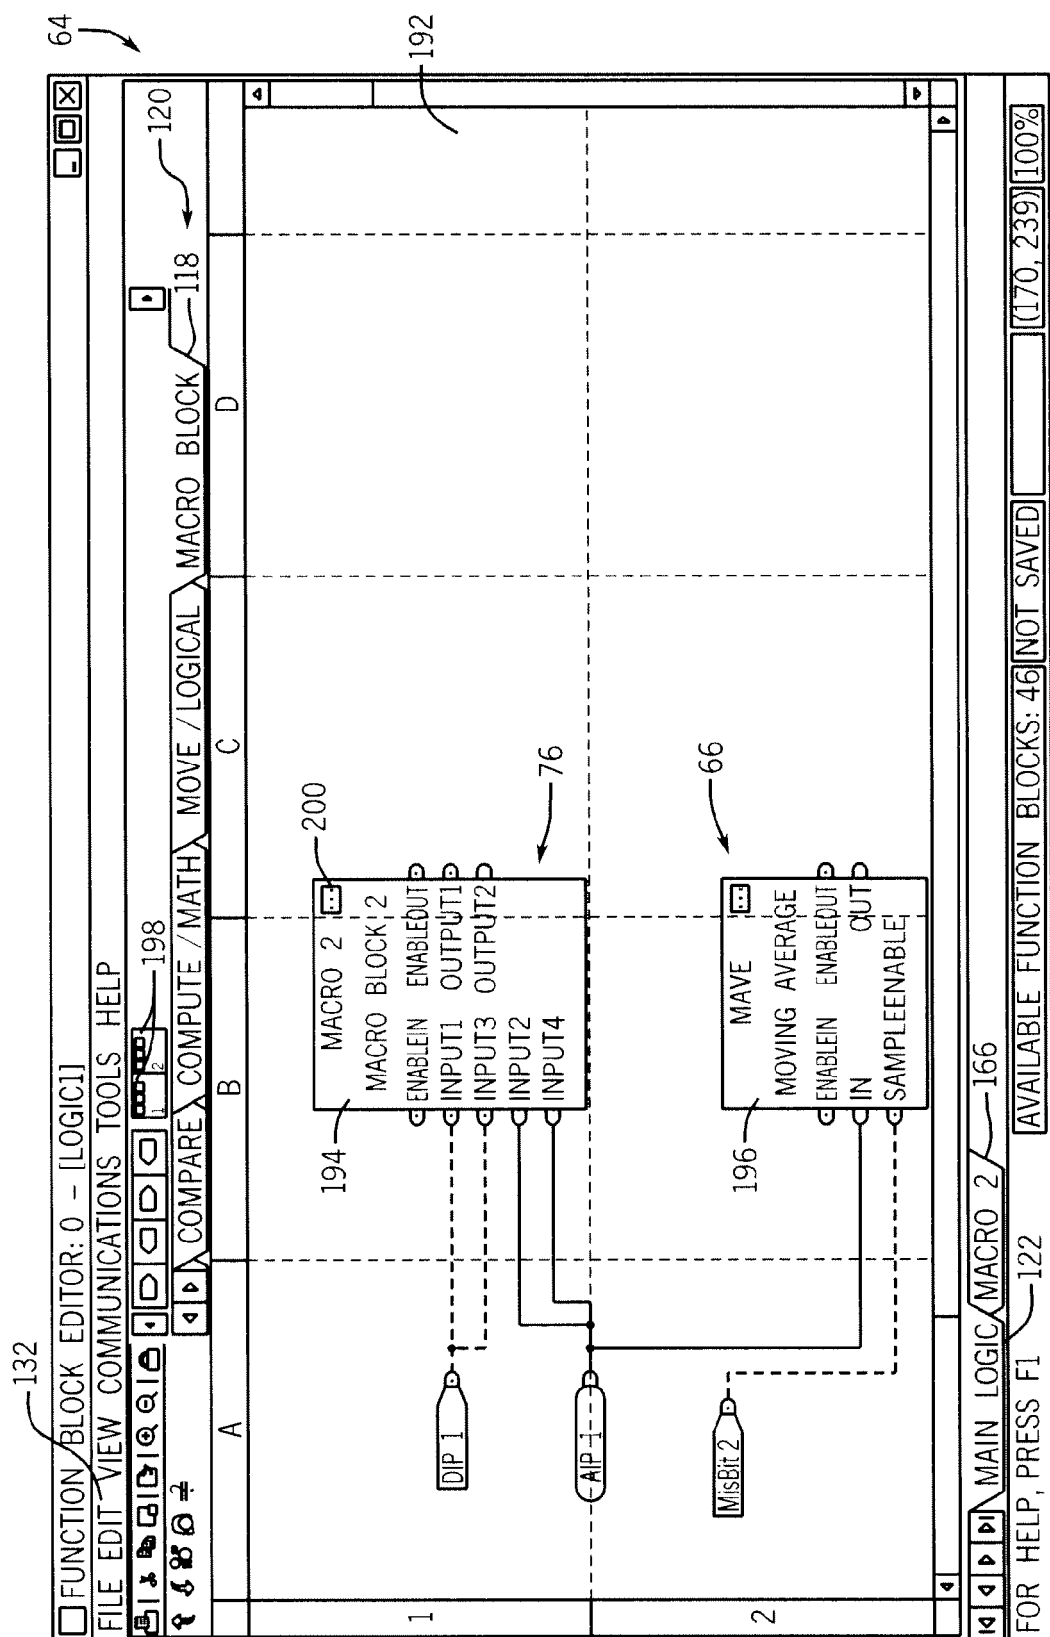 64
132
FUNCTION BLOCK EDITOR: 0 – [LOGIC1]
FILE EDIT VIEW COMMUNICATIONS TOOLS HELP
198
1 2
120
COMPARE COMPUTE /MATH MOVE /LOGICAL MACRO BLOCK
118
A B C D
192
1
194
MACRO 2
200
MACRO BLOCK 2
ENABLEIN ENABLEOUT
INPUT1 OUTPUT1
INPUT3 OUTPUT2
INPUT2
INPUT4
76
DIP 1
AIP 1
2
MisBit 2
196
MAVE
66
MOVING AVERAGE
ENABLEIN ENABLEOUT
IN OUT
SAMPLEENABLE
MAIN LOGIC MACRO 2
166
FOR HELP, PRESS F1
122
AVAILABLE FUNCTION BLOCKS: 46 NOT SAVED (170, 239) 100%